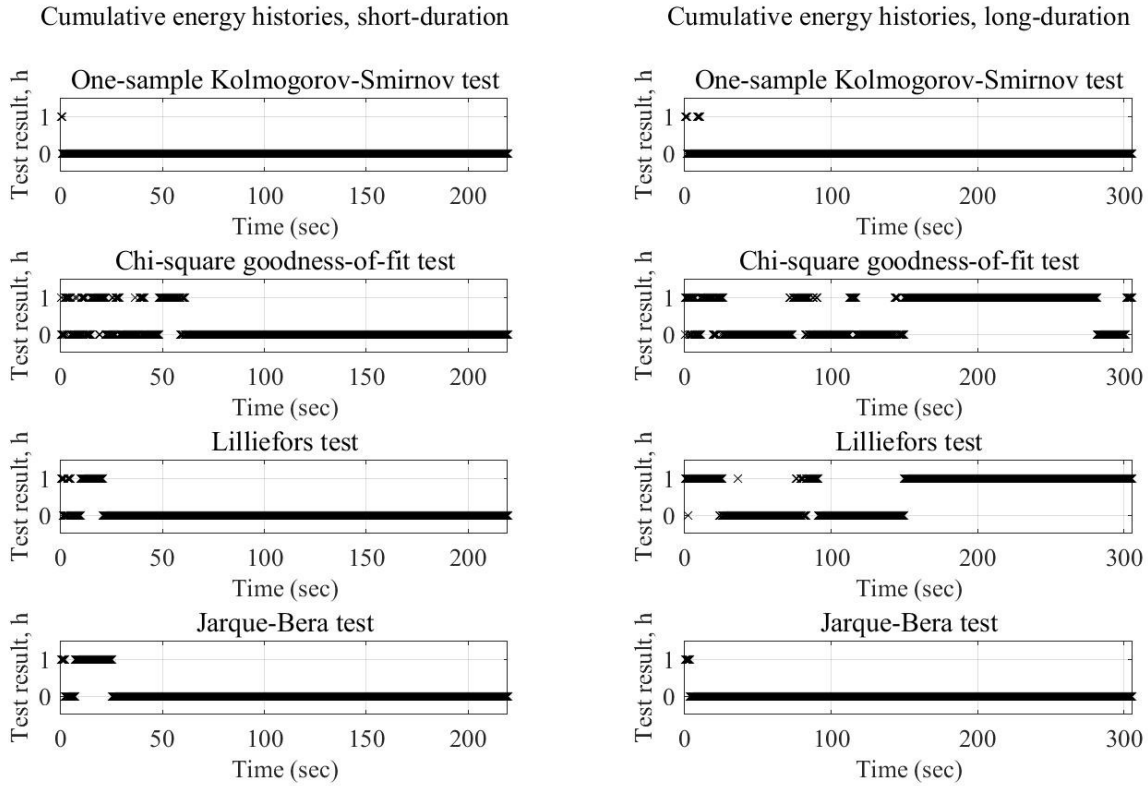 Cumulative energy histories, short-duration
One-sample Kolmogorov-Smirnov test
Test result, h
1
0
0 50 100 150 200
Time (sec)
Chi-square goodness-of-fit test
Test result, h
1
0
0 50 100 150 200
Time (sec)
Lilliefors test
Test result, h
1
0
0 50 100 150 200
Time (sec)
Jarque-Bera test
Test result, h
1
0
0 50 100 150 200
Time (sec)
Cumulative energy histories, long-duration
One-sample Kolmogorov-Smirnov test
Test result, h
1
0
0 100 200 300
Time (sec)
Chi-square goodness-of-fit test
Test result, h
1
0
0 100 200 300
Time (sec)
Lilliefors test
Test result, h
1
0
0 100 200 300
Time (sec)
Jarque-Bera test
Test result, h
1
0
0 100 200 300
Time (sec)